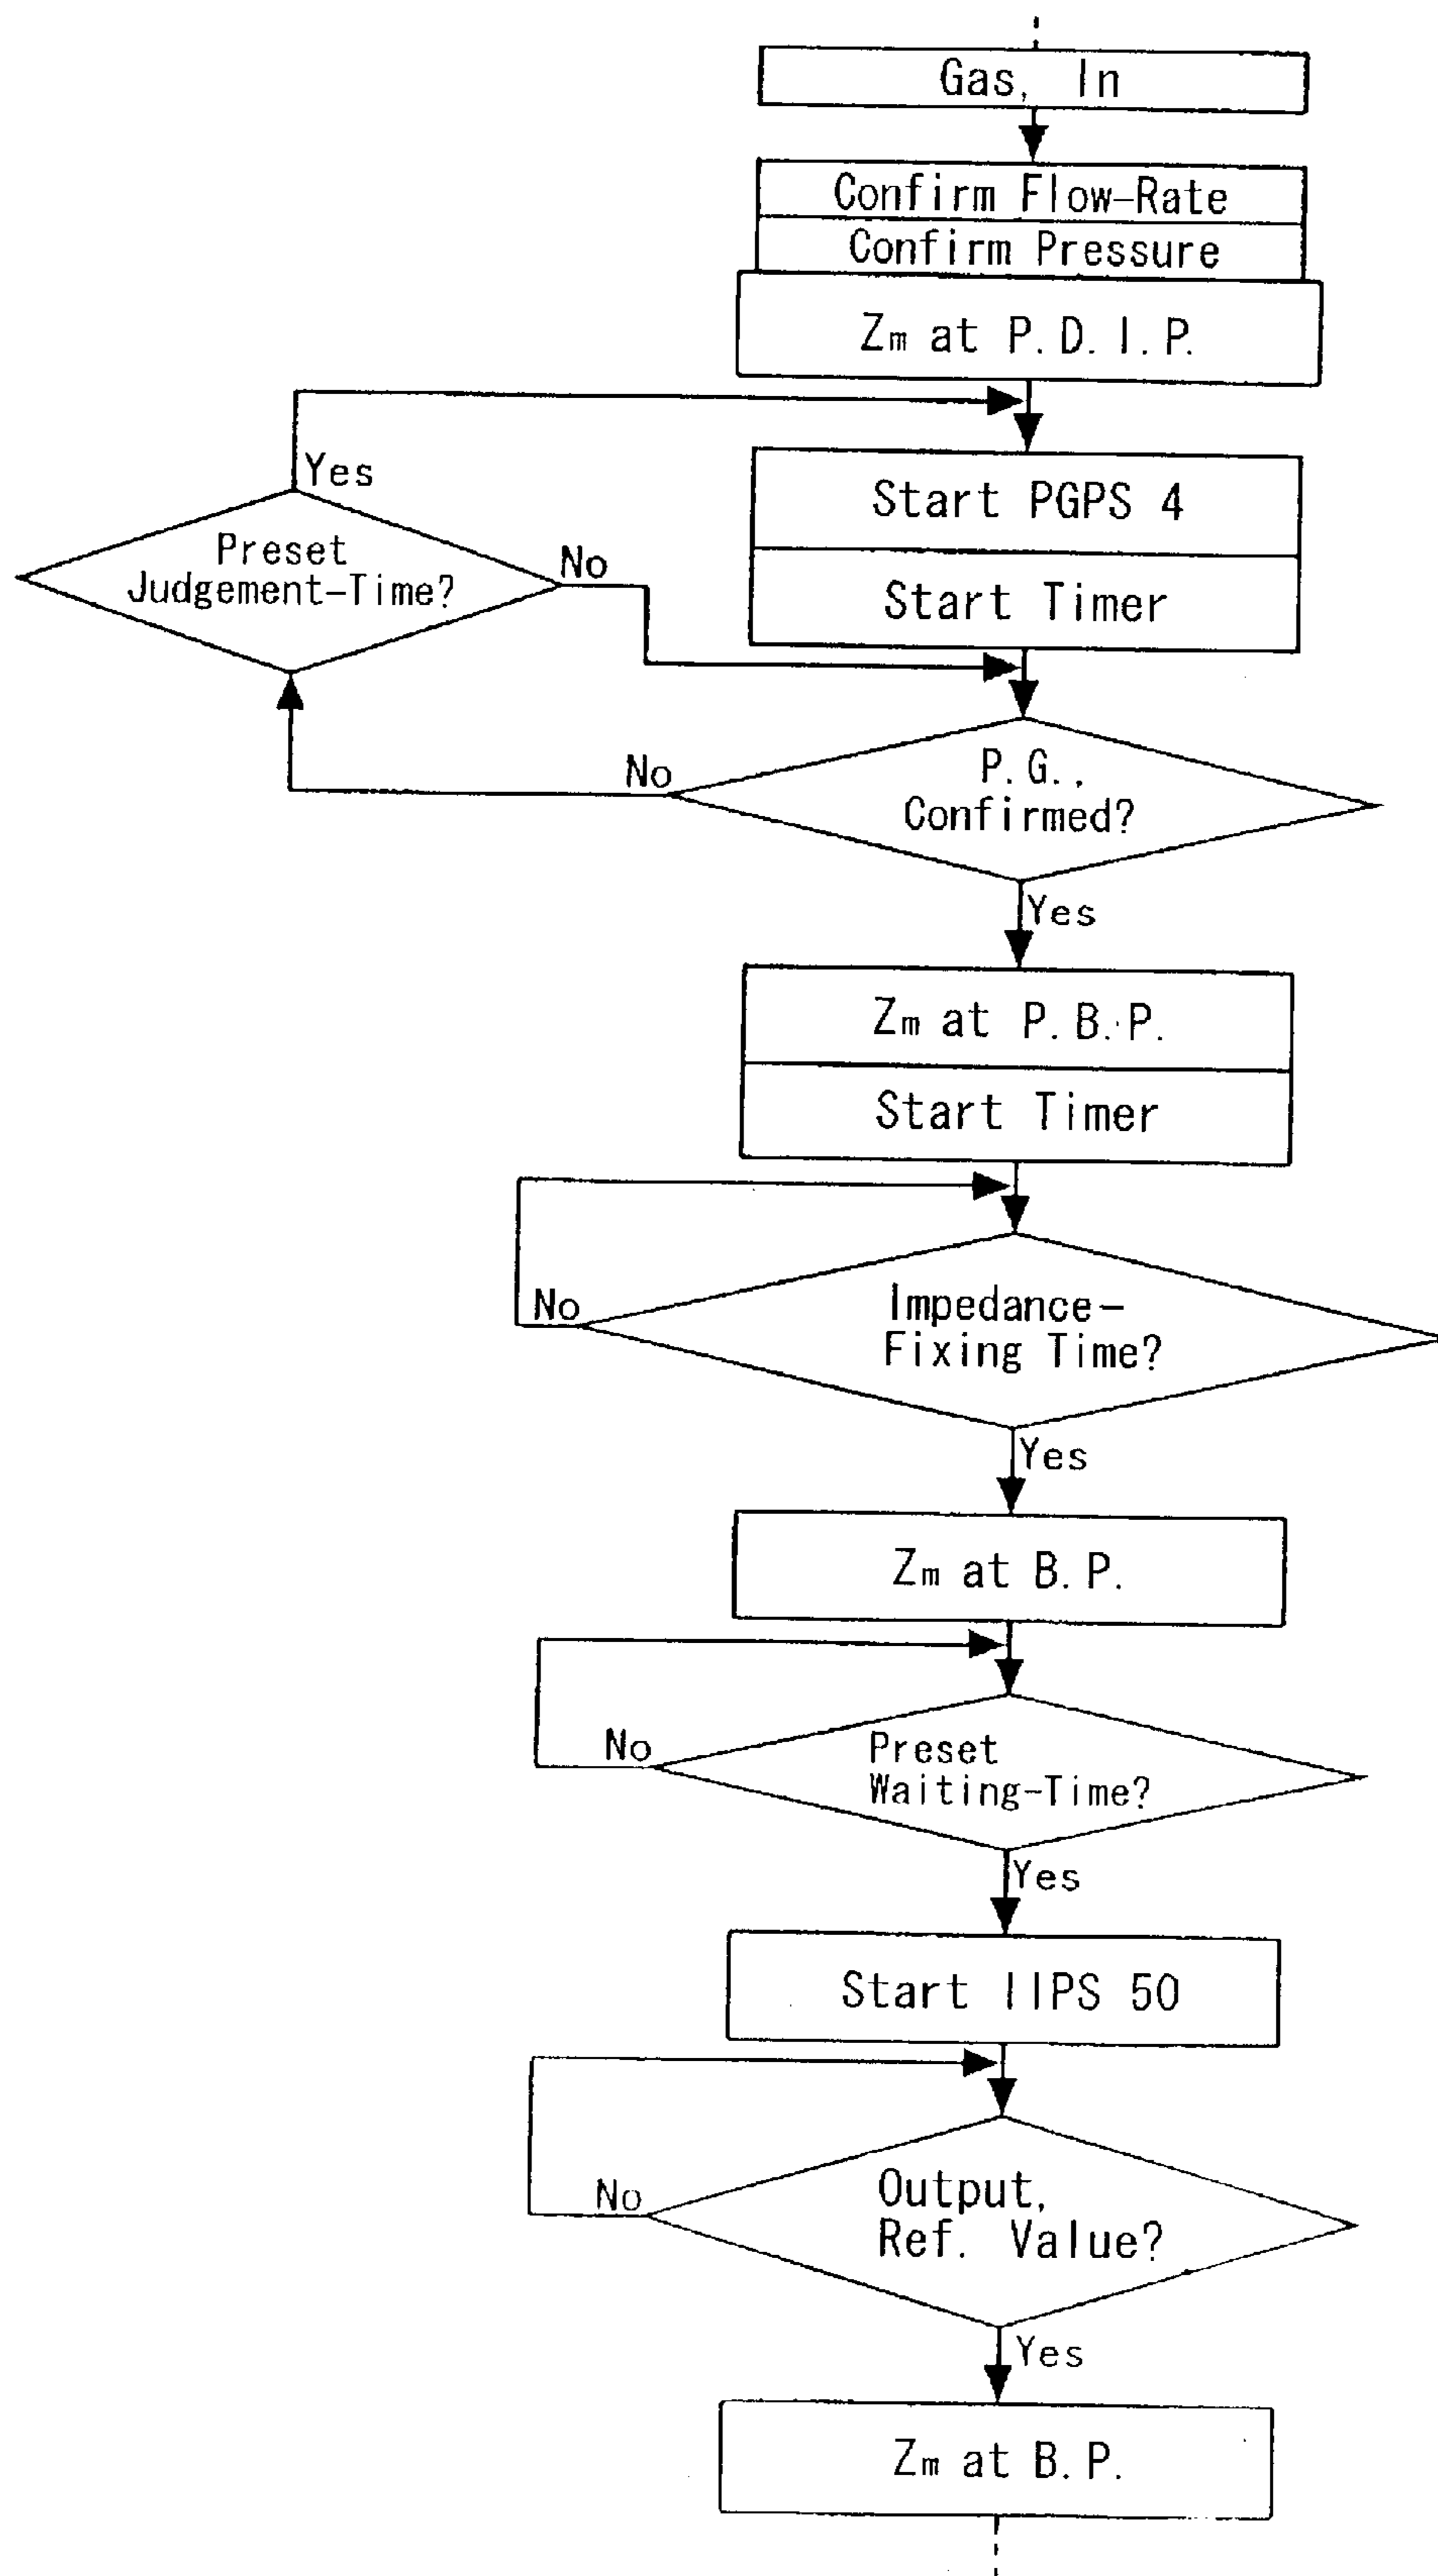 Gas, In
Confirm Flow-Rate
Confirm Pressure
Zm at P.D.I.P.
Yes
Start PGPS 4
Preset
Judgement-Time?
No
Start Timer
No
P.G.,
Confirmed?
Yes
Zm at P.B.P.
Start Timer
No
Impedance-
Fixing Time?
Yes
Zm at B.P.
No
Preset
Waiting-Time?
Yes
Start IIPS 50
No
Output,
Ref. Value?
Yes
Zm at B.P.